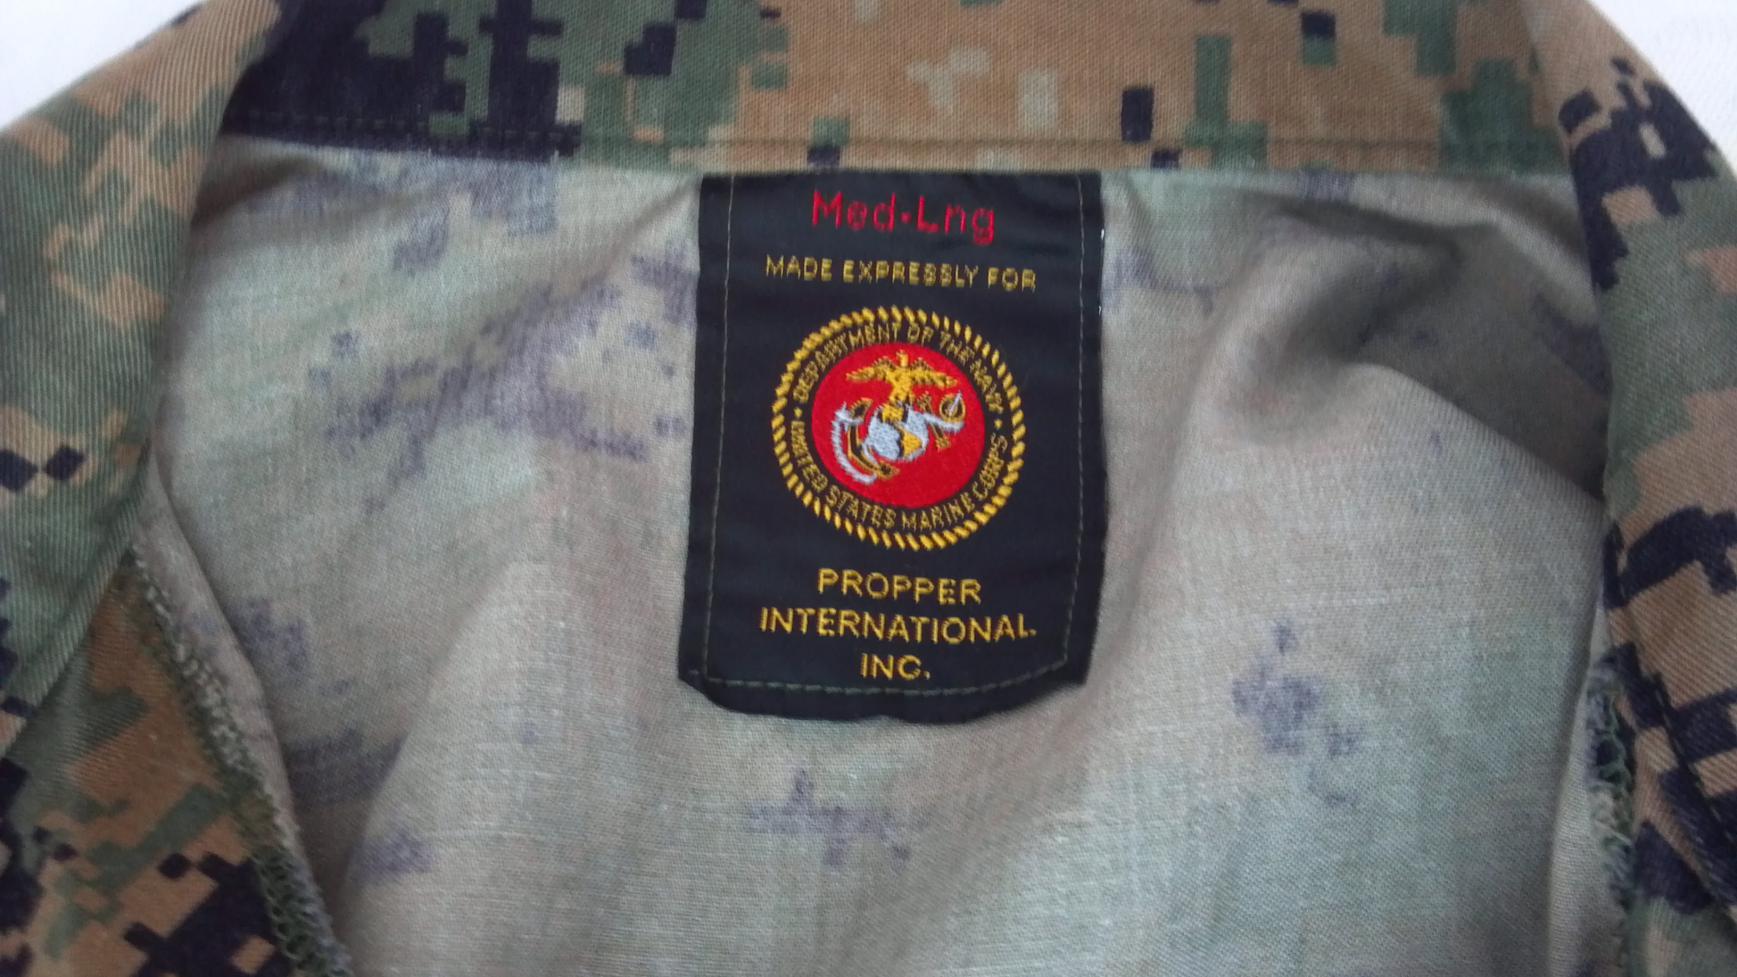 Med-Lng
MADE EXPRESSLY FOR
• DEPARTMENT OF THE NAVY •
UNITED STATES MARINE CORPS
PROPPER
INTERNATIONAL.
INC.